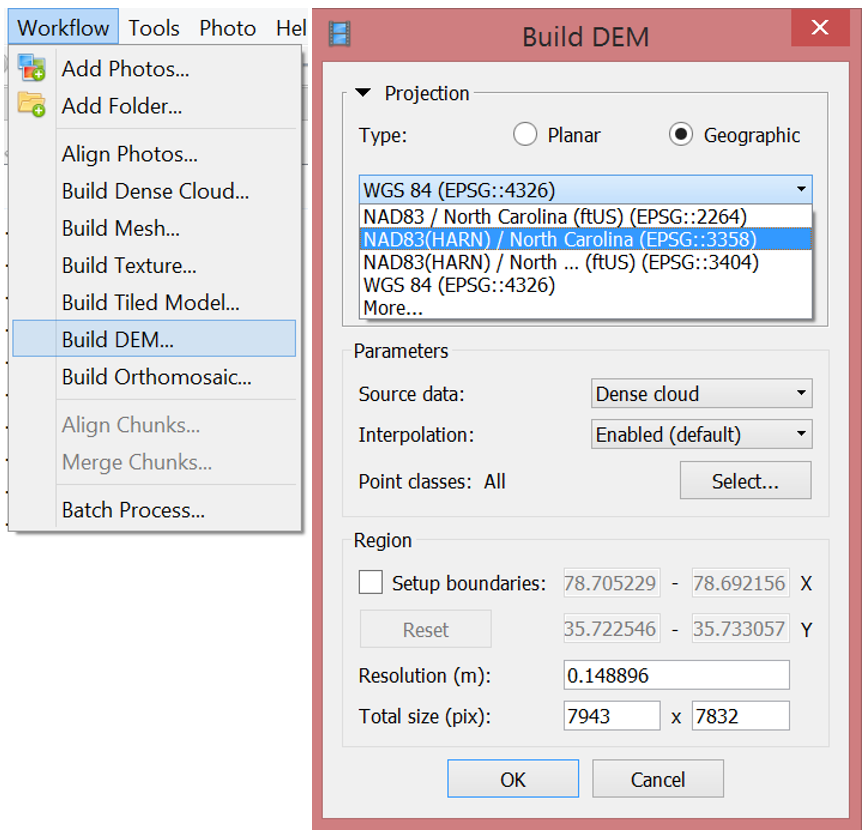 Workflow Tools Photo Hel
Add Photos...
Add Folder...
Align Photos...
Build Dense Cloud...
Build Mesh...
Build Texture...
Build Tiled Model...
Build DEM...
Build Orthomosaic...
Align Chunks...
Merge Chunks...
Batch Process...
Build DEM
Projection
Type: Planar Geographic
WGS 84 (EPSG::4326)
NAD83 / North Carolina (ftUS) (EPSG::2264)
NAD83(HARN) / North Carolina (EPSG::3358)
NAD83(HARN) / North ... (ftUS) (EPSG::3404)
WGS 84 (EPSG::4326)
More...
Parameters
Source data: Dense cloud
Interpolation: Enabled (default)
Point classes: All Select...
Region
Setup boundaries: 78.705229 - 78.692156 X
Reset 35.722546 - 35.733057 Y
Resolution (m): 0.148896
Total size (pix): 7943 x 7832
OK Cancel